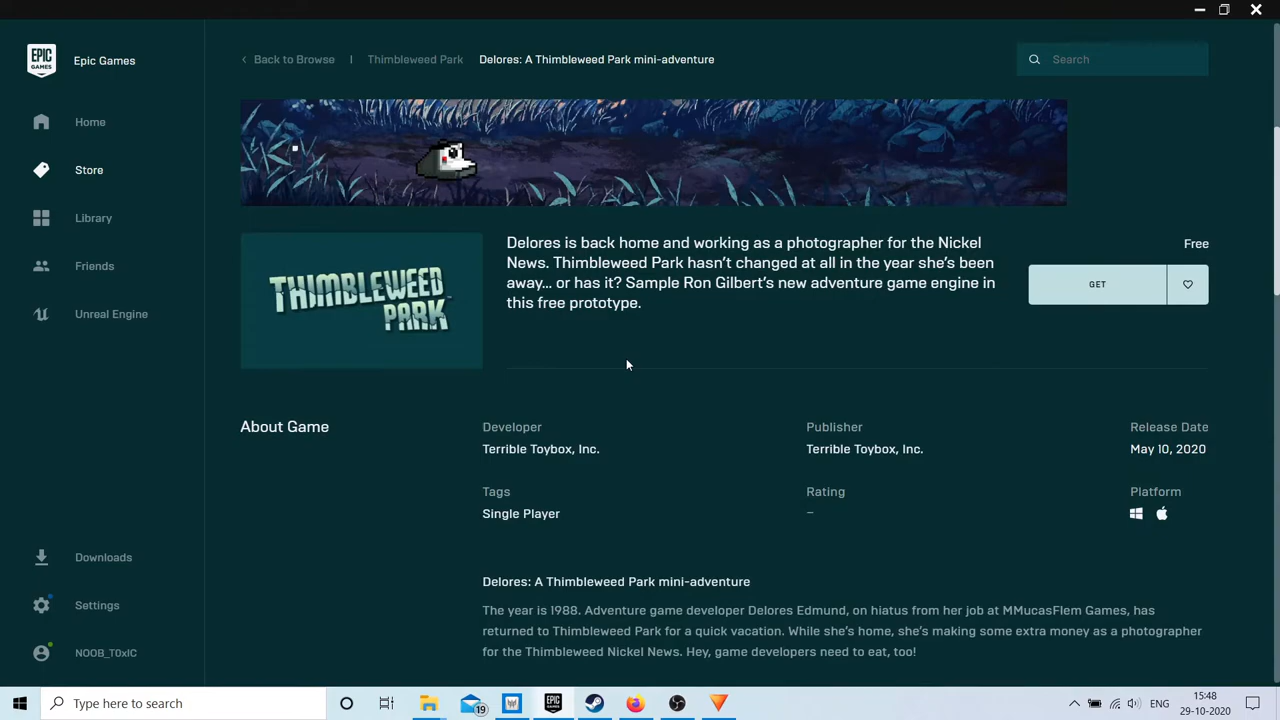 EPIC
GAMES
Epic Games
Back to Browse | Thimbleweed Park Delores: A Thimbleweed Park mini-adventure
Search
Home
Store
Library
Friends
Unreal Engine
THIMBLEWEED
PARK
Delores is back home and working as a photographer for the Nickel
News. Thimbleweed Park hasn't changed at all in the year she's been
away... or has it? Sample Ron Gilbert's new adventure game engine in
this free prototype.
Free
GET
About Game
Developer
Terrible Toybox, Inc.
Publisher
Terrible Toybox, Inc.
Release Date
May 10, 2020
Tags
Single Player
Rating
–
Platform
Delores: A Thimbleweed Park mini-adventure
The year is 1988. Adventure game developer Delores Edmund, on hiatus from her job at MMucasFlem Games, has
returned to Thimbleweed Park for a quick vacation. While she's home, she's making some extra money as a photographer
for the Thimbleweed Nickel News. Hey, game developers need to eat, too!
Downloads
Settings
NOOB_T0xIC
Type here to search
19
EPIC
GAMES
ENG
15:48
29-10-2020